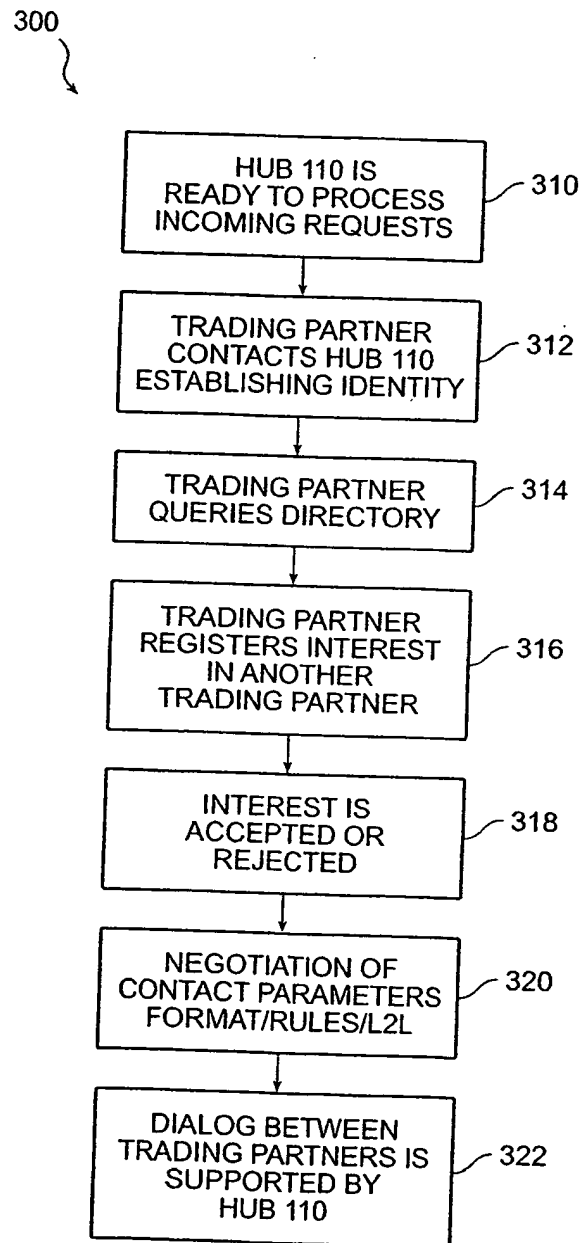 300
HUB 110 IS
READY TO PROCESS
INCOMING REQUESTS
310
TRADING PARTNER
CONTACTS HUB 110
ESTABLISHING IDENTITY
312
TRADING PARTNER
QUERIES DIRECTORY
314
TRADING PARTNER
REGISTERS INTEREST
IN ANOTHER
TRADING PARTNER
316
INTEREST IS
ACCEPTED OR
REJECTED
318
NEGOTIATION OF
CONTACT PARAMETERS
FORMAT/RULES/L2L
320
DIALOG BETWEEN
TRADING PARTNERS IS
SUPPORTED BY
HUB 110
322